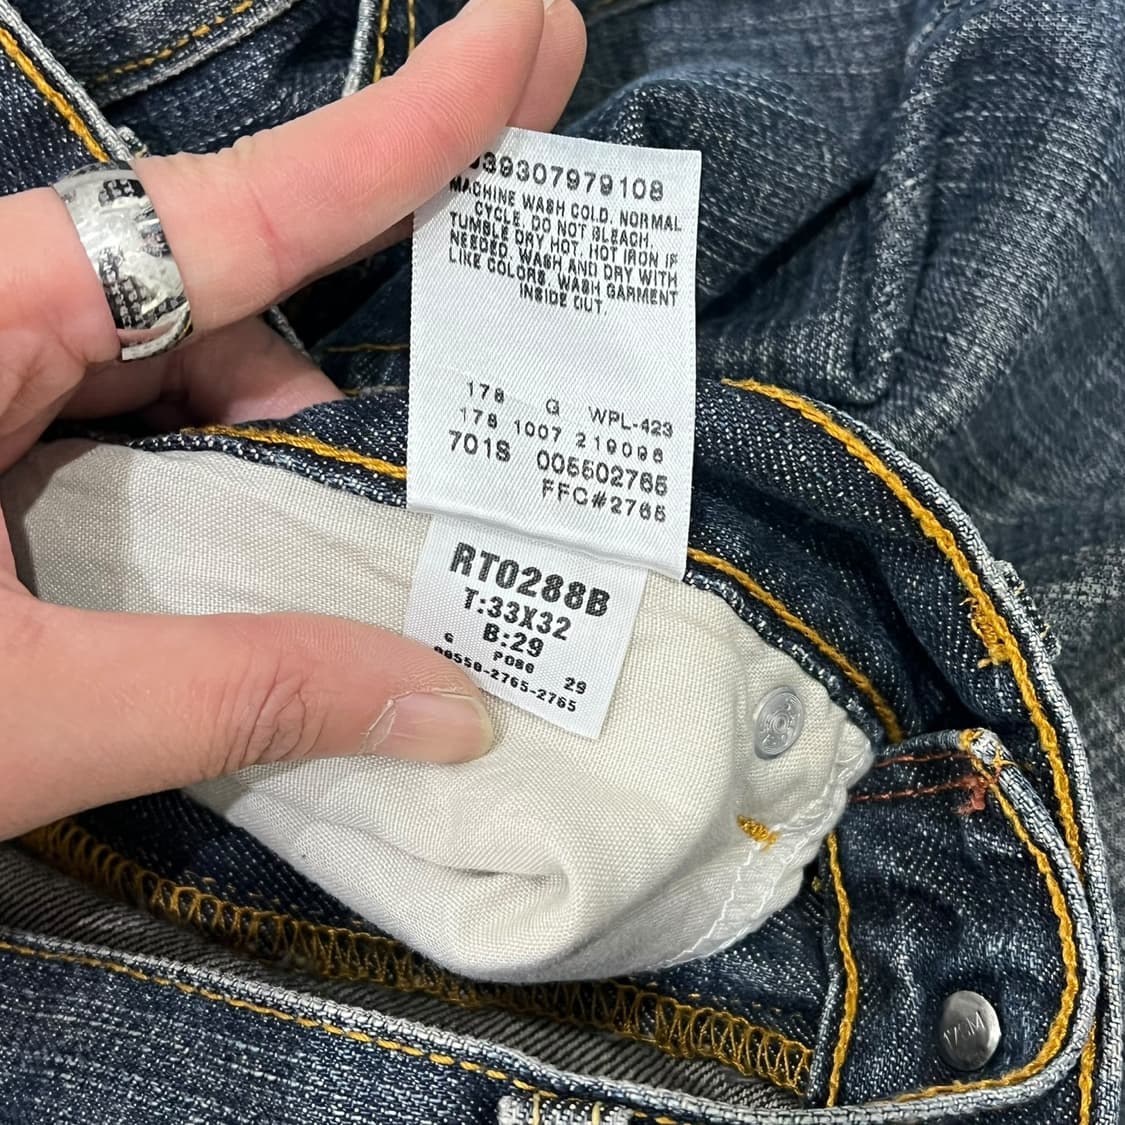 39307979108
MACHINE WASH COLD. NORMAL
CYCLE. DO NOT BLEACH.
TUMBLE DRY HOT. HOT IRON IF
NEEDED. WASH AND DRY WITH
LIKE COLORS. WASH GARMENT
INSIDE OUT.
178 G WPL-423
178 1007 219096
701S 005502765
FFC#2765
RT0288B
T:33X32
B:29
G P086 29
00550-2765-2765